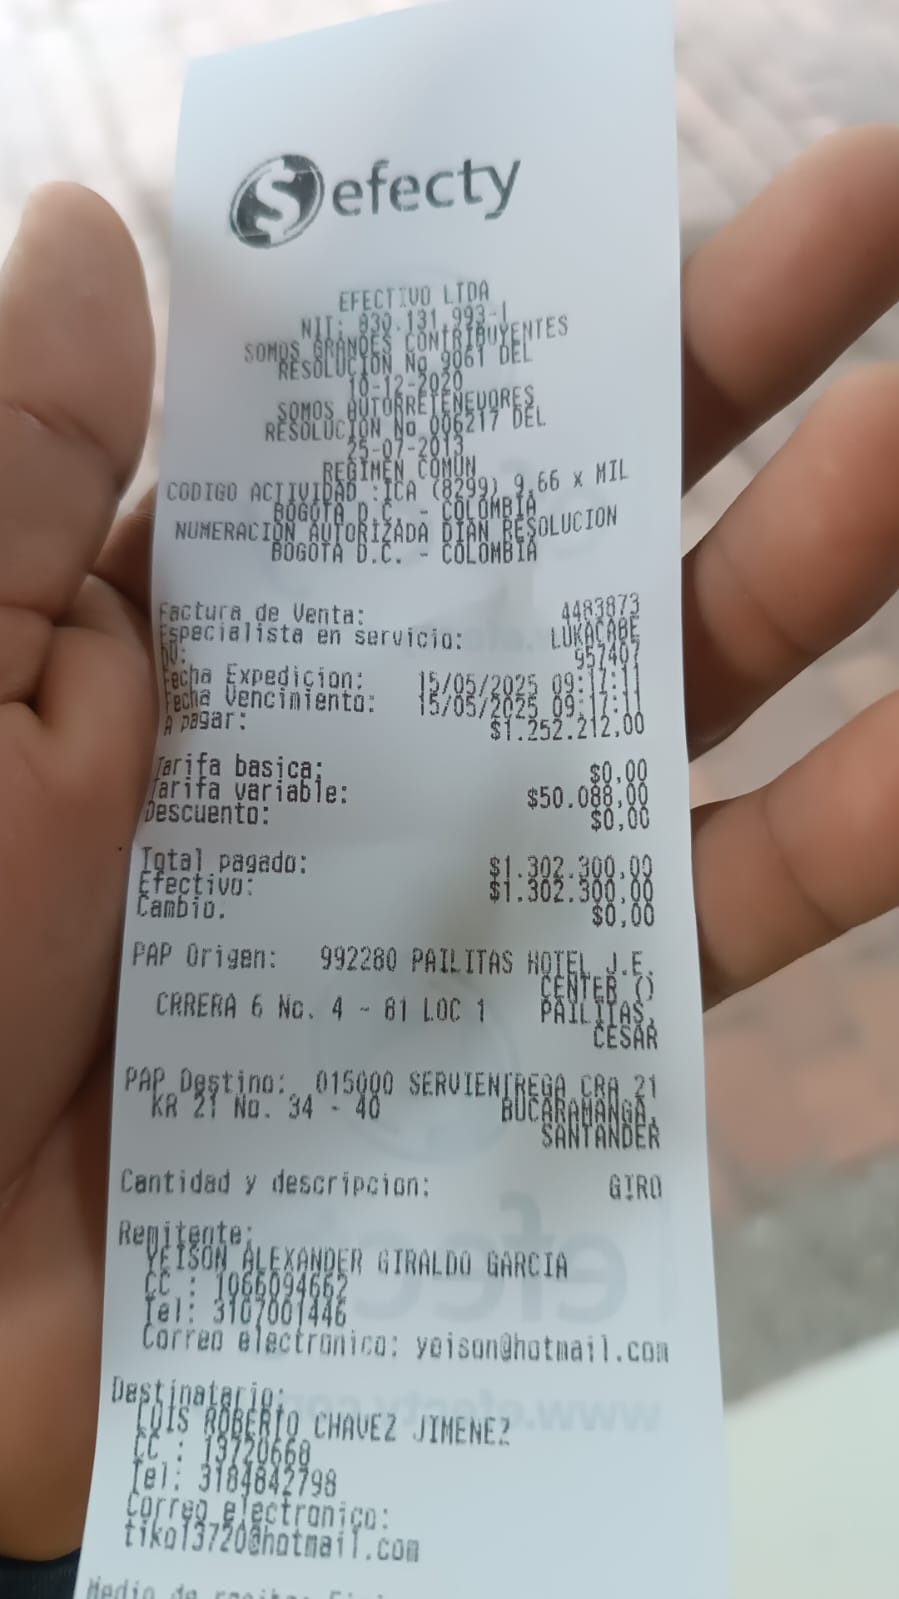 efecty
EFECTIVO LTDA
NIT: 830.131.993-1
SOMOS GRANDES CONTRIBUYENTES
RESOLUCION No 9061 DEL
10-12-2020
SOMOS AUTORRETENEDORES
RESOLUCION No 006217 DEL
25-07-2013
REGIMEN COMUN
CODIGO ACTIVIDAD :ICA (8299) 9,66 x MIL
BOGOTA D.C. - COLOMBIA
NUMERACION AUTORIZADA DIAN RESOLUCION
BOGOTA D.C. - COLOMBIA
Factura de Venta: 4483873
Especialista en servicio: LUKACABE
957407
Fecha Expedicion: 15/05/2025 09:17:11
Fecha Vencimiento: 15/05/2025 09:17:11
A pagar: $1.252.212,00
Tarifa basica: $0,00
Tarifa variable: $50.088,00
Descuento: $0,00
Total pagado: $1.302.300,00
Efectivo: $1.302.300,00
Cambio. $0,00
PAP Origen: 992280 PAILITAS HOTEL J.E.
CENTER ()
CRRERA 6 No. 4 - 81 LOC 1 PAILITAS,
CESAR
PAP Destino: 015000 SERVIENTREGA CRA 21
KR 21 No. 34 - 40 BUCARAMANGA,
SANTANDER
Cantidad y descripcion: GIRO
Remitente:
YEISON ALEXANDER GIRALDO GARCIA
CC : 1066094662
Tel: 3107001446
Correo electronico: yeison@hotmail.com
Destinatario:
LUIS ROBERTO CHAVEZ JIMENEZ
CC : 13720668
Tel: 3184842798
Correo electronico:
tiko13720@hotmail.com